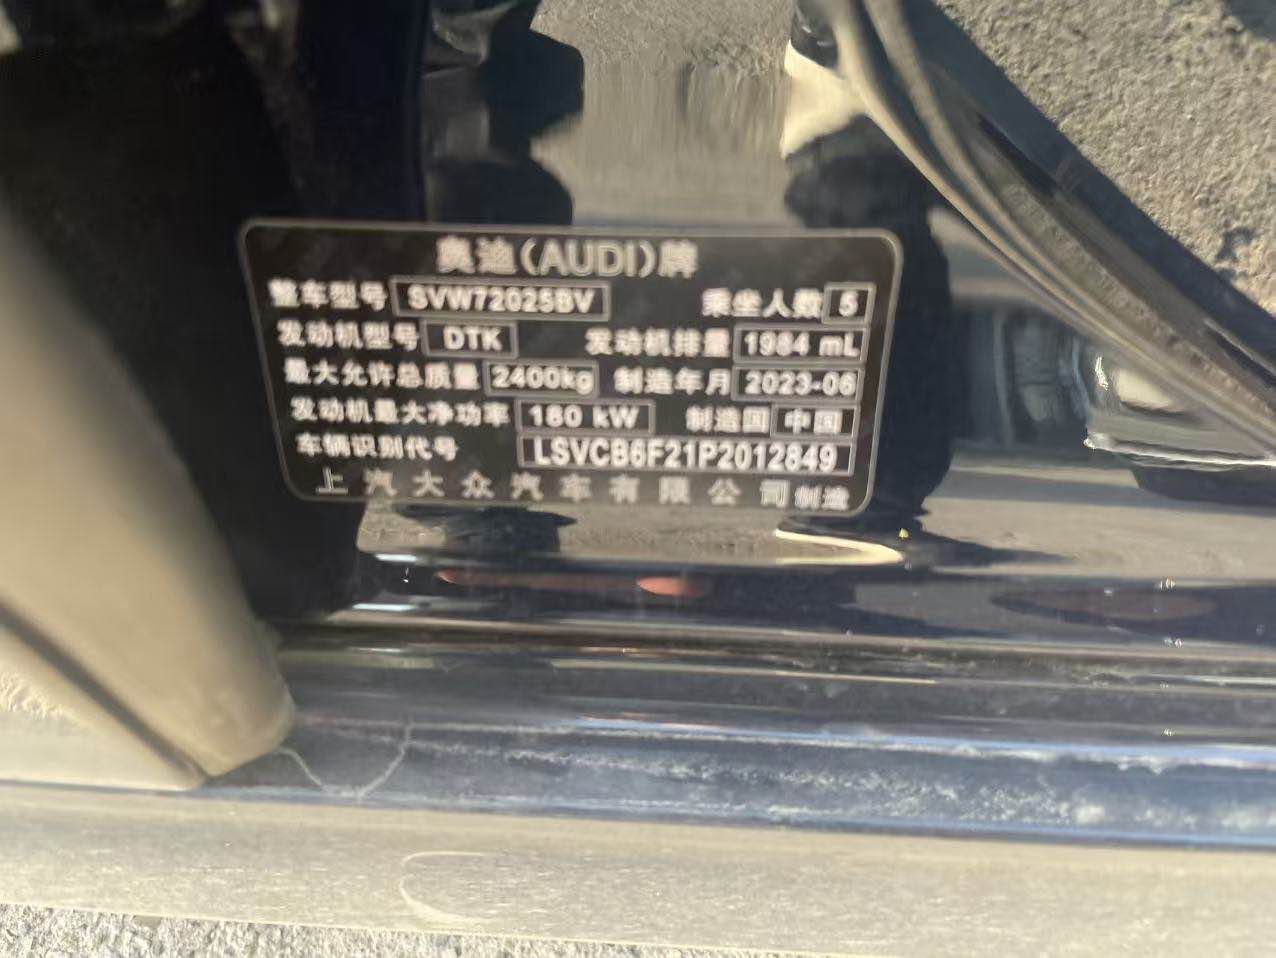 奥迪(AUDI)牌
整车型号 SVW72025BV 乘坐人数 5
发动机型号 DTK 发动机排量 1984 mL
最大允许总质量 2400kg 制造年月 2023-06
发动机最大净功率 180 kW 制造国 中国
车辆识别代号 LSVCB6F21P2012849
上汽大众汽车有限公司制造